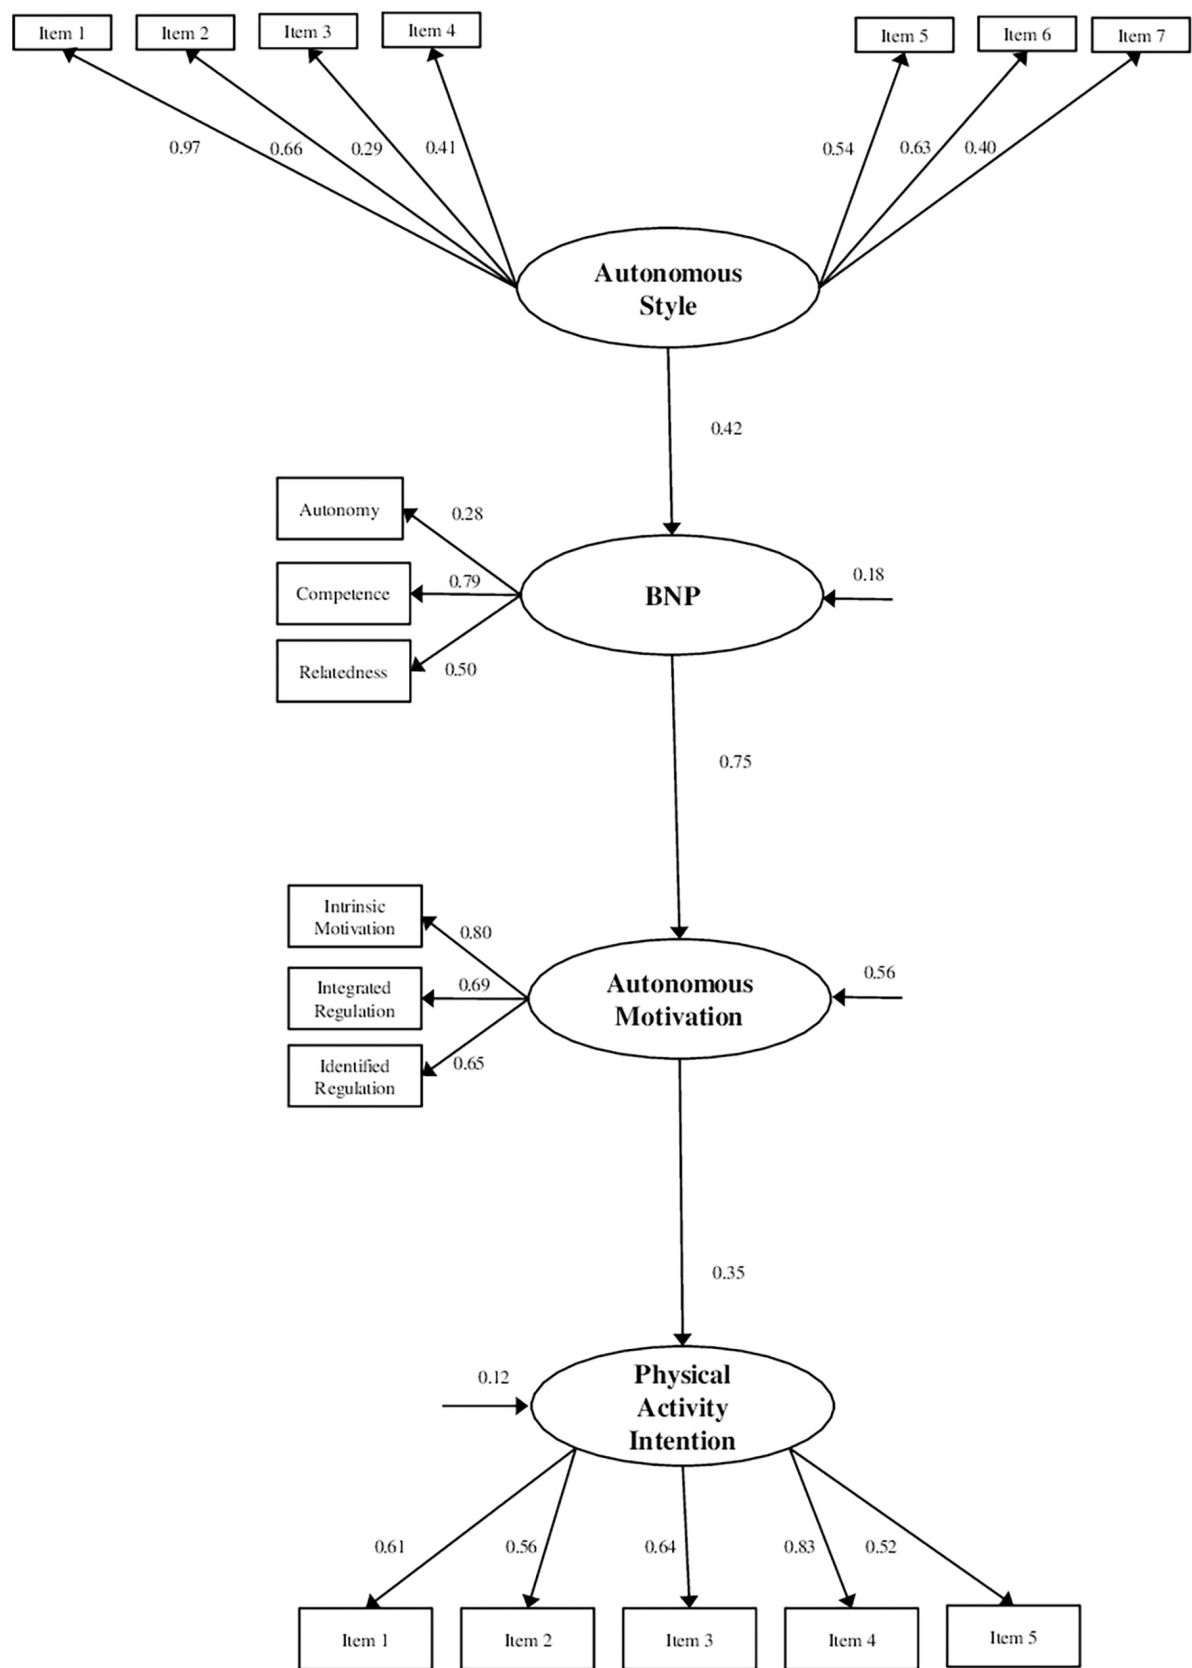 Item 1
Item 2
Item 3
Item 4
Item 5
Item 6
Item 7
0.97
0.66
0.29
0.41
0.54
0.63
0.40
Autonomous
Style
0.42
Autonomy
0.28
Competence
0.79
Relatedness
0.50
BNP
0.18
0.75
Intrinsic
Motivation
0.80
Integrated
Regulation
0.69
Identified
Regulation
0.65
Autonomous
Motivation
0.56
0.35
0.12
Physical
Activity
Intention
0.61
0.56
0.64
0.83
0.52
Item 1
Item 2
Item 3
Item 4
Item 5